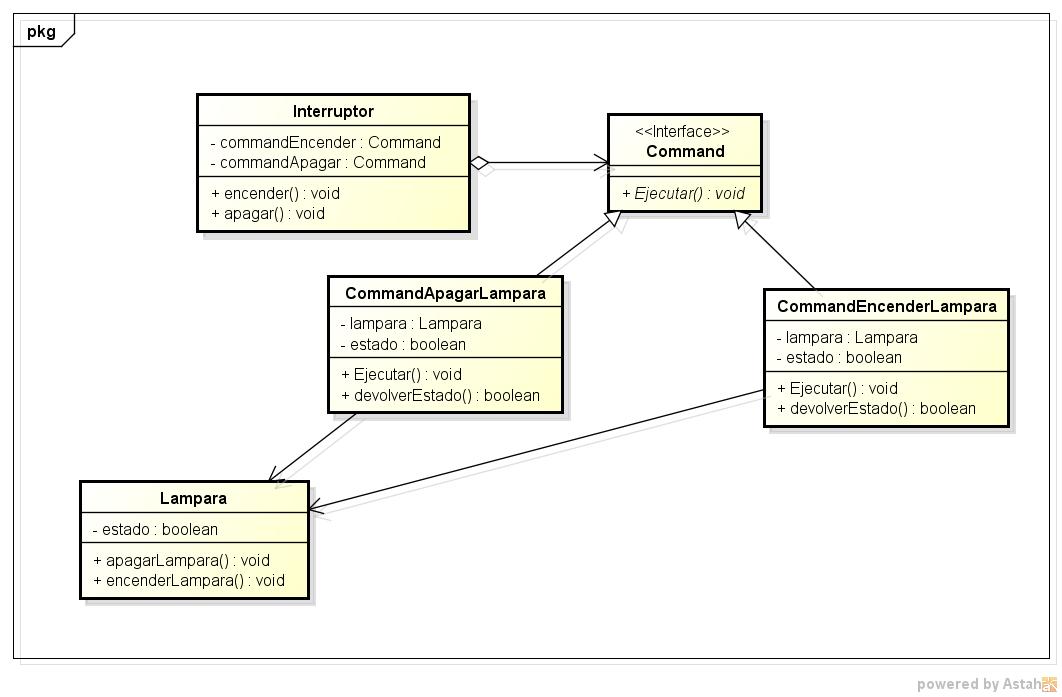 pkg
Interruptor
- commandEncender : Command
- commandApagar : Command
+ encender() : void
+ apagar() : void
<<Interface>>
Command
+ Ejecutar() : void
CommandApagarLampara
- lampara : Lampara
- estado : boolean
+ Ejecutar() : void
+ devolverEstado() : boolean
CommandEncenderLampara
- lampara : Lampara
- estado : boolean
+ Ejecutar() : void
+ devolverEstado() : boolean
Lampara
- estado : boolean
+ apagarLampara() : void
+ encenderLampara() : void
powered by Astah